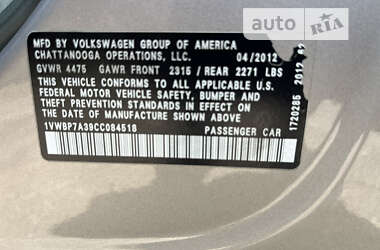 auto RIA
MFD BY VOLKSWAGEN GROUP OF AMERICA
CHATTANOOGA OPERATIONS, LLC. 04/2012
GVWR 4475 GAWR FRONT 2315 / REAR 2271 LBS
THIS VEHICLE CONFORMS TO ALL APPLICABLE U.S.
FEDERAL MOTOR VEHICLE SAFETY, BUMPER AND
THEFT PREVENTION STANDARDS IN EFFECT ON
THE DATE OF MANUFACTURE SHOWN ABOVE
1VWBP7A39CC084518 PASSENGER CAR
1720285 2012